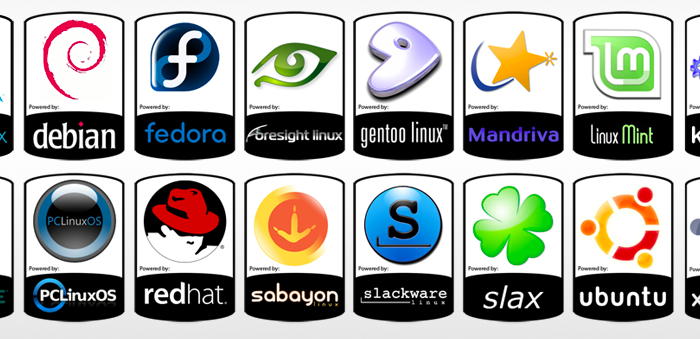 Powered by:
debian
Powered by:
fedora
Powered by:
Foresight linux
Powered by:
gentoo linux™
Powered by:
Mandriva
lm
Powered by:
Linux Mint
PCLinuxOS
Powered by:
PCLinuxOS
®
Powered by:
redhat.
Powered by:
sabayon
linux
S
Powered by:
slackware
linux
Powered by:
slax
Powered by:
ubuntu